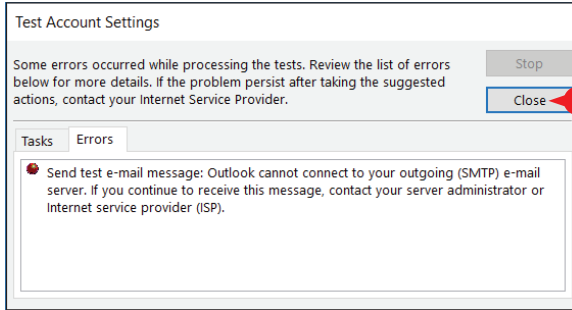 Test Account Settings
Some errors occurred while processing the tests. Review the list of errors
below for more details. If the problem persist after taking the suggested
actions, contact your Internet Service Provider.
Stop
Close
Tasks Errors
Send test e-mail message: Outlook cannot connect to your outgoing (SMTP) e-mail
server. If you continue to receive this message, contact your server administrator or
Internet service provider (ISP).